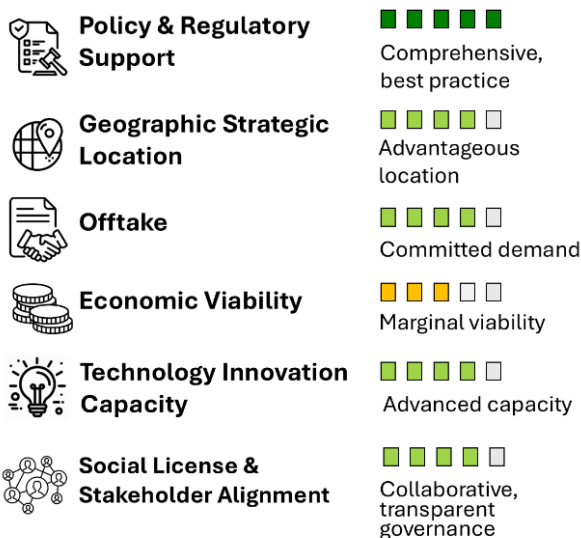 Policy & Regulatory
Support
Comprehensive,
best practice
Geographic Strategic
Location
Advantageous
location
Offtake
Committed demand
Economic Viability
Marginal viability
Technology Innovation
Capacity
Advanced capacity
Social License &
Stakeholder Alignment
Collaborative,
transparent
governance